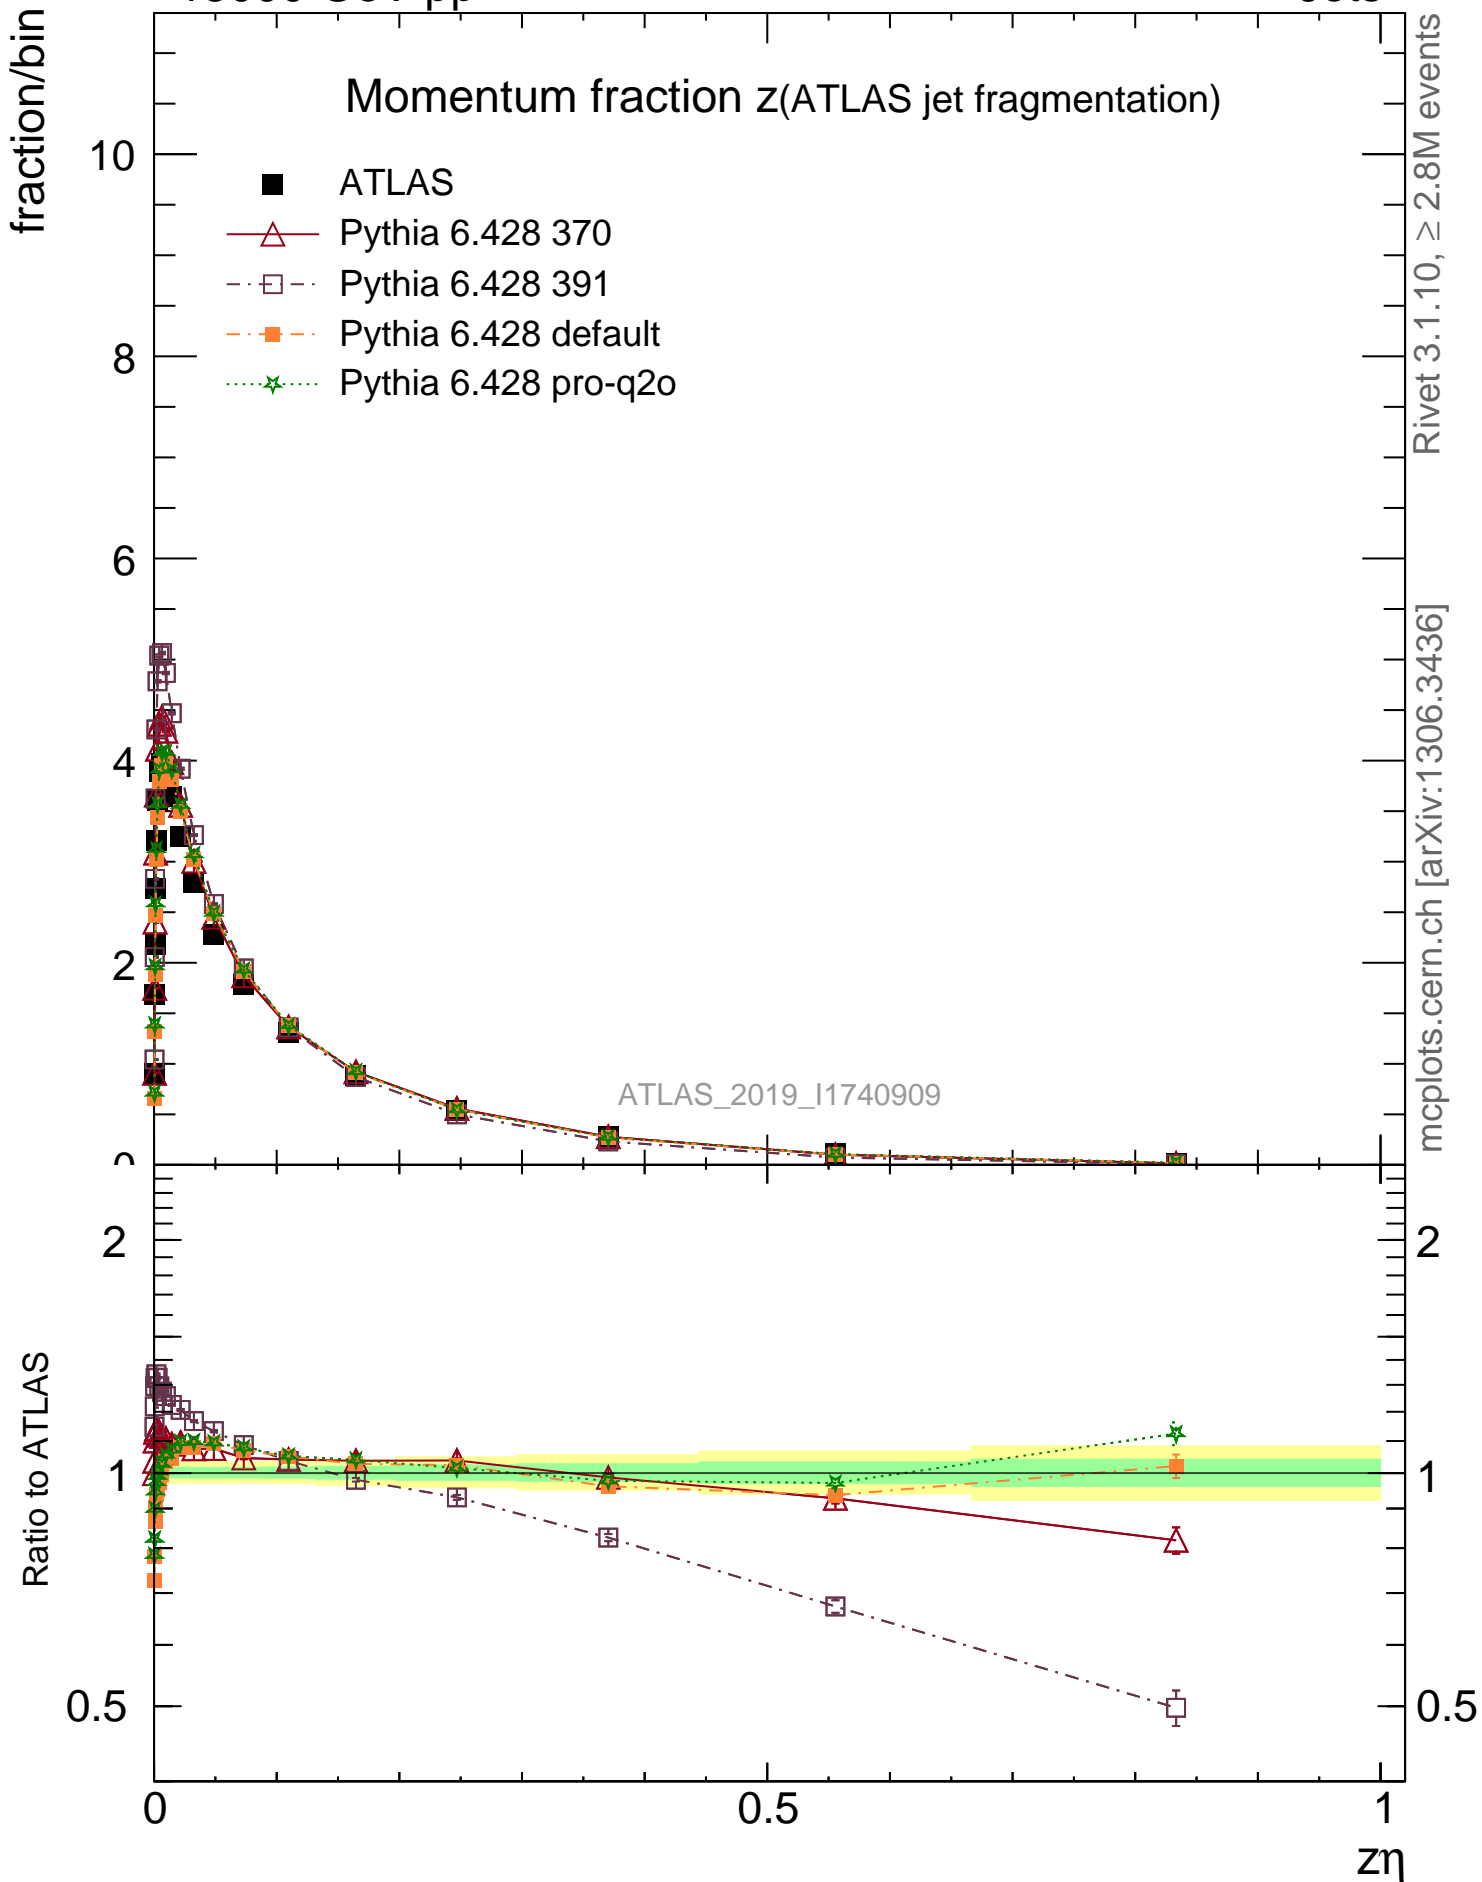 fraction/bin
Momentum fraction z(ATLAS jet fragmentation)
ATLAS
Pythia 6.428 370
Pythia 6.428 391
Pythia 6.428 default
Pythia 6.428 pro-q2o
10
8
6
4
2
0
ATLAS_2019_I1740909
Rivet 3.1.10, ≥ 2.8M events
mcplots.cern.ch [arXiv:1306.3436]
Ratio to ATLAS
2
1
0.5
2
1
0.5
0
0.5
1
zη